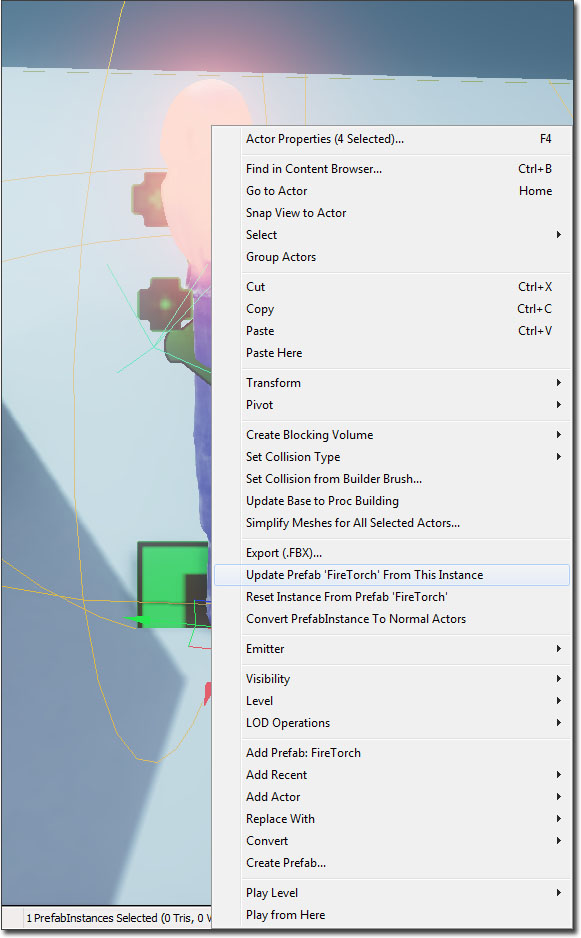 Actor Properties (4 Selected)... F4
Find in Content Browser... Ctrl+B
Go to Actor Home
Snap View to Actor
Select
Group Actors
Cut Ctrl+X
Copy Ctrl+C
Paste Ctrl+V
Paste Here
Transform
Pivot
Create Blocking Volume
Set Collision Type
Set Collision from Builder Brush...
Update Base to Proc Building
Simplify Meshes for All Selected Actors...
Export (.FBX)...
Update Prefab 'FireTorch' From This Instance
Reset Instance From Prefab 'FireTorch'
Convert PrefabInstance To Normal Actors
Emitter
Visibility
Level
LOD Operations
Add Prefab: FireTorch
Add Recent
Add Actor
Replace With
Convert
Create Prefab...
Play Level
Play from Here
1 PrefabInstances Selected (0 Tris, 0